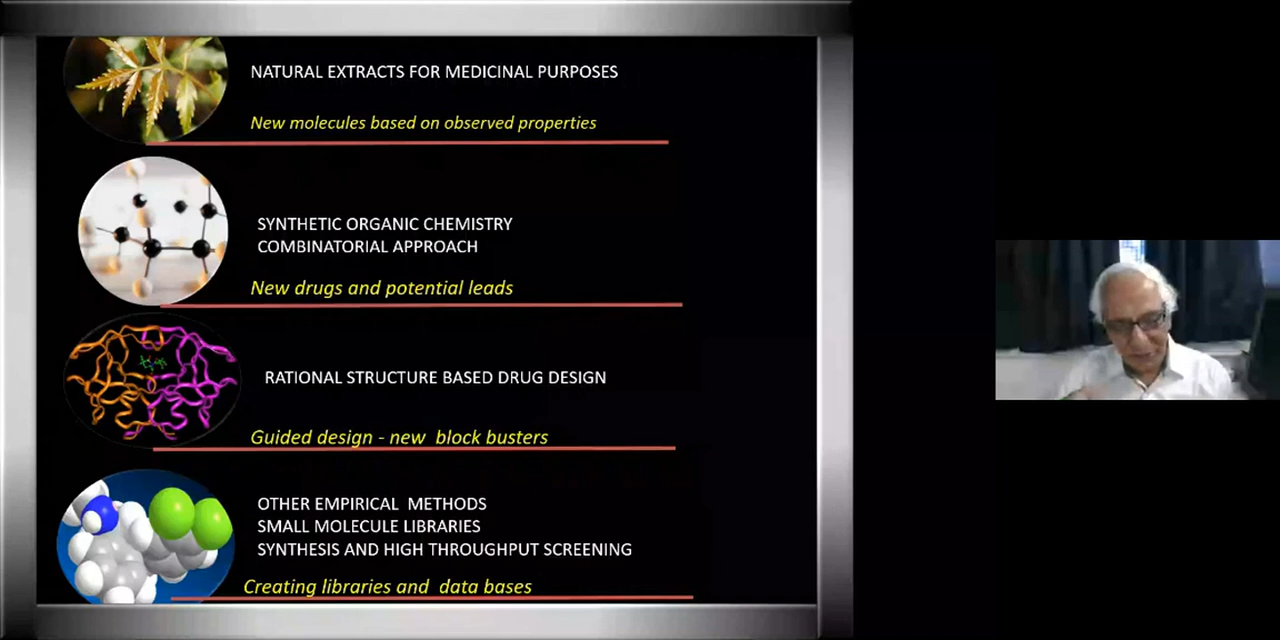 NATURAL EXTRACTS FOR MEDICINAL PURPOSES
New molecules based on observed properties
SYNTHETIC ORGANIC CHEMISTRY
COMBINATORIAL APPROACH
New drugs and potential leads
RATIONAL STRUCTURE BASED DRUG DESIGN
Guided design - new block busters
OTHER EMPIRICAL METHODS
SMALL MOLECULE LIBRARIES
SYNTHESIS AND HIGH THROUGHPUT SCREENING
Creating libraries and data bases